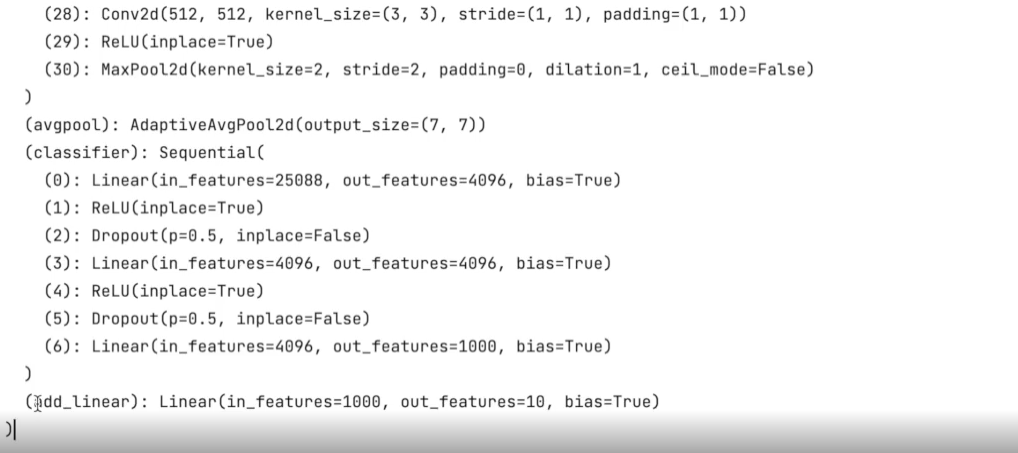 (28): Conv2d(512, 512, kernel_size=(3, 3), stride=(1, 1), padding=(1, 1))
(29): ReLU(inplace=True)
(30): MaxPool2d(kernel_size=2, stride=2, padding=0, dilation=1, ceil_mode=False)
)
(avgpool): AdaptiveAvgPool2d(output_size=(7, 7))
(classifier): Sequential(
(0): Linear(in_features=25088, out_features=4096, bias=True)
(1): ReLU(inplace=True)
(2): Dropout(p=0.5, inplace=False)
(3): Linear(in_features=4096, out_features=4096, bias=True)
(4): ReLU(inplace=True)
(5): Dropout(p=0.5, inplace=False)
(6): Linear(in_features=4096, out_features=1000, bias=True)
)
(add_linear): Linear(in_features=1000, out_features=10, bias=True)
)